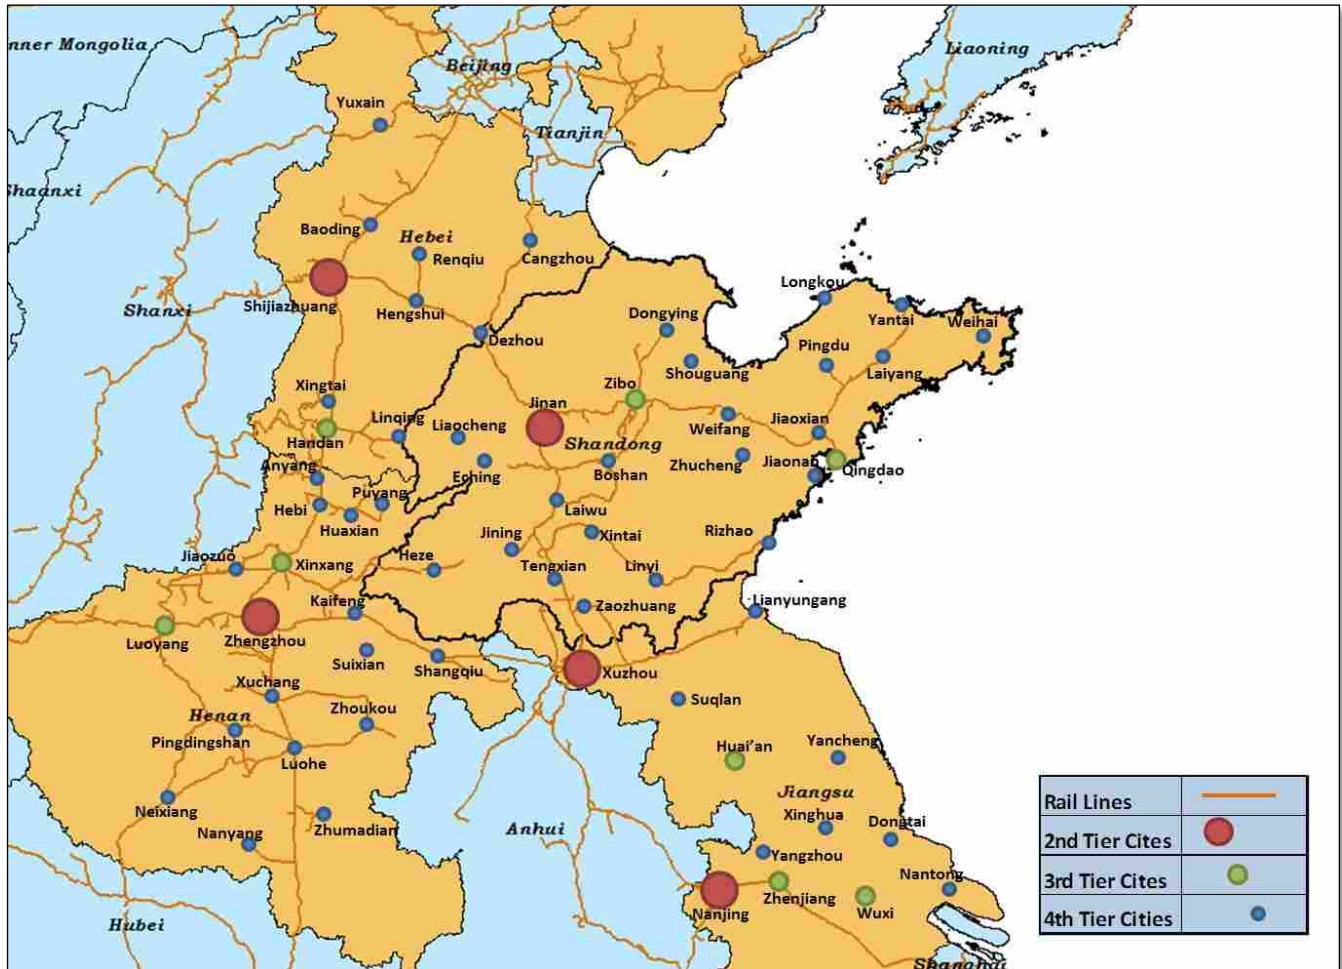 nner Mongolia
Liaoning
Beijing
Yuxain
Tianjin
Shaanxi
Baoding
Hebei
Renqiu
Cangzhou
Longkou
Shijiazhuang
Shanxi
Hengshui
Dongying
Yantai
Weihai
Dezhou
Pingdu
Shouguang
Laiyang
Xingtai
Zibo
Jinan
Linqing
Liaocheng
Jiaoxian
Weifang
Handan
Shandong
Anyang
Zhucheng
Jiaonab
Qingdao
Eching
Boshan
Puyang
Hebi
Laiwu
Huaxian
Jining
Xintai
Rizhao
Jiaozuo
Xinxang
Heze
Tengxian
Linyi
Kaifeng
Zaozhuang
Lianyungang
Luoyang
Zhengzhou
Suixian
Shangqiu
Xuzhou
Xuchang
Suqlan
Zhoukou
Henan
Pingdingshan
Huai'an
Yancheng
Luohe
Jiangsu
Neixiang
Xinghua
Dongtai
Anhui
Nanyang
Zhumadian
Yangzhou
Nantong
Zhenjiang
Nanjing
Wuxi
Hubei
Shanghai
Rail Lines
2nd Tier Cites
3rd Tier Cites
4th Tier Cities